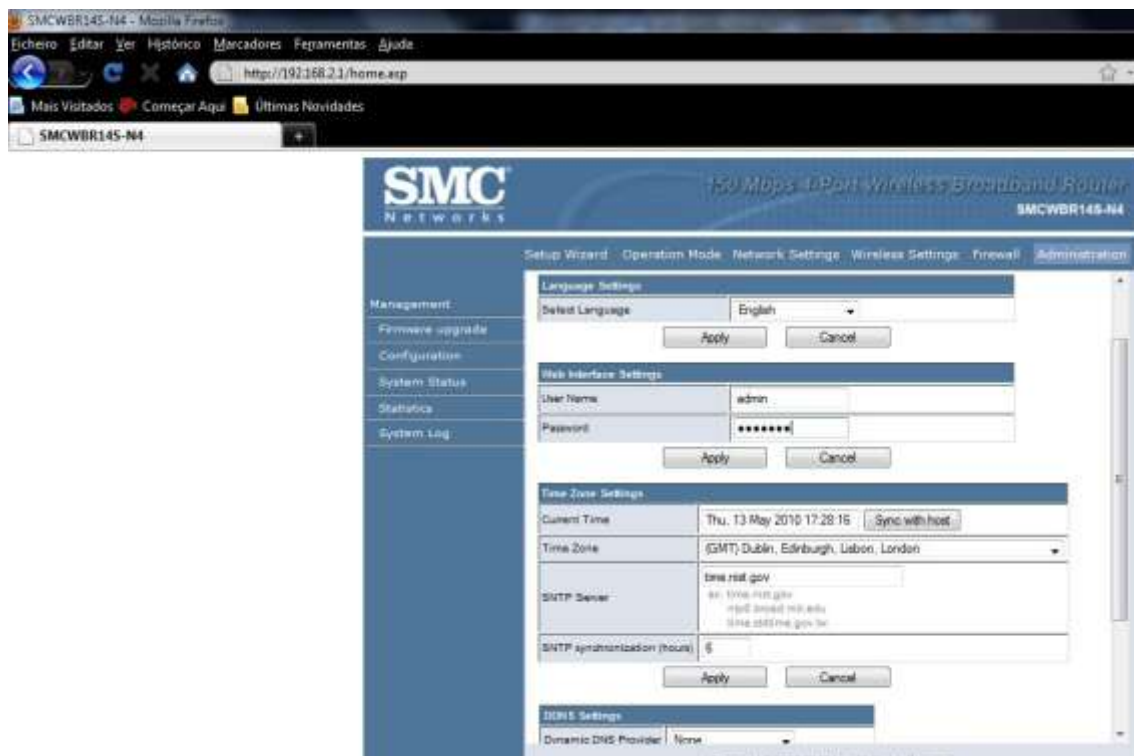 SMCWBR14S-N4 - Mozilla Firefox
Ficheiro Editar Ver Histórico Marcadores Ferramentas Ajuda
http://192.168.2.1/home.asp
Mais Visitados Começar Aqui Últimas Novidades
SMCWBR14S-N4
SMC
Networks
150 Mbps 4-Port Wireless Broadband Router
SMCWBR14S-N4
Setup Wizard Operation Mode Network Settings Wireless Settings Firewall Administration
Management
Firmware upgrade
Configuration
System Status
Statistics
System Log
Language Settings
Select Language English
Apply Cancel
Web Interface Settings
User Name admin
Password •••••••
Apply Cancel
Time Zone Settings
Current Time Thu, 13 May 2010 17:28:16 Sync with host
Time Zone (GMT) Dublin, Edinburgh, Lisbon, London
SNTP Server time.nist.gov
ex: time.nist.gov
SNTP synchronization (hours) 6
Apply Cancel
DDNS Settings
Dynamic DNS Provider None